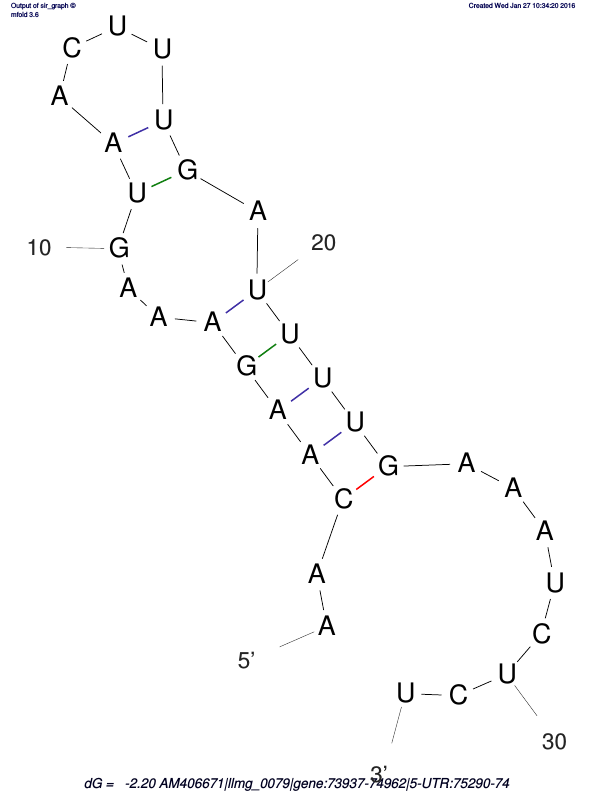 Output of sir_graph ©
mfold 3.6
Created Wed Jan 27 10:34:20 2016
U
C U
A
U
A
G
U
A
10 G
20
A
U
A A
U
G
U
A
U
A
G A
A
C
A
A
U
A
C
5'
U
U C
30
3'
dG = -2.20 AM406671|llmg_0079|gene:73937-74962|5-UTR:75290-74